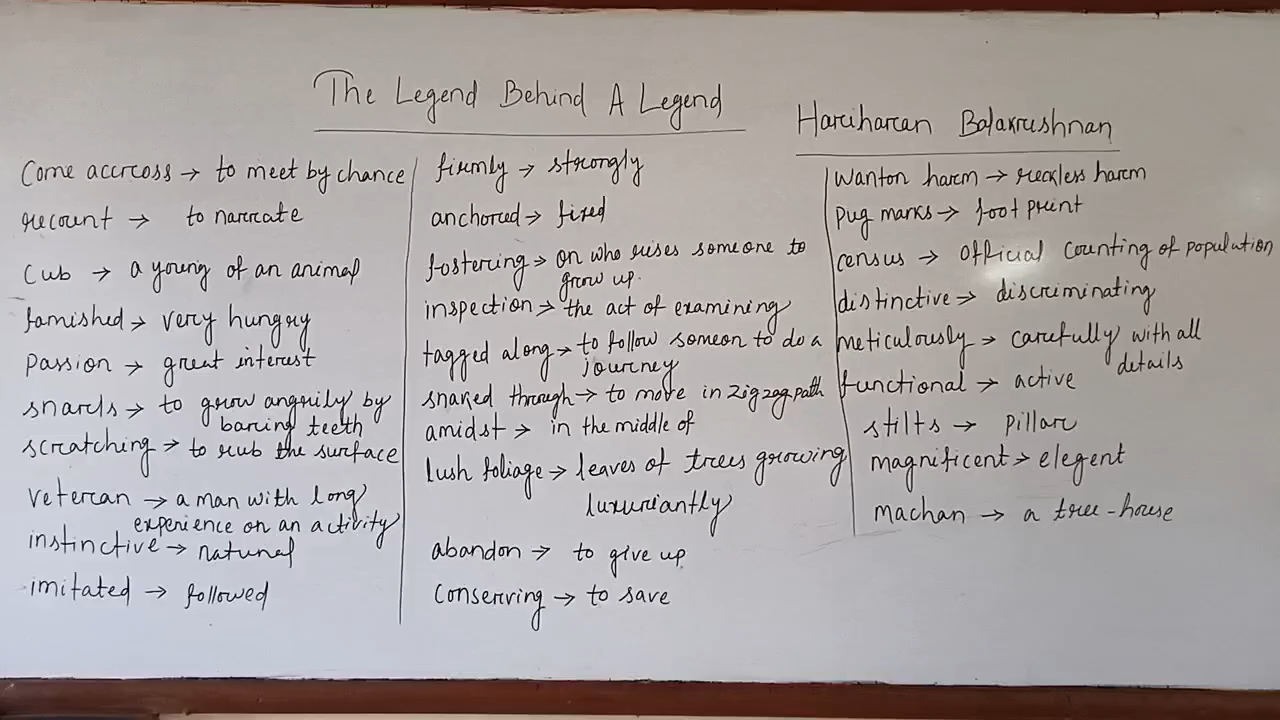 The Legend Behind A Legend
Hariharan Balakrushnan
Come accross → to meet by chance
recount → to narrate
Cub → a young of an animal
famished → very hungry
Passion → great interest
snarls → to grow angrily by
baring teeth
scratching → to rub the surface
veteran → a man with long
experience on an activity
instinctive → natural
imitated → followed
firmly → strongly
anchored → fixed
fostering → on who rises someone to
grow up.
inspection → the act of examining
tagged along → to follow someon to do a
journey
snaked through → to move in zigzag path
amidst → in the middle of
lush foliage → leaves of trees growing
luxuriantly
abandon → to give up
Conserving → to save
wanton harm → reckless harm
pug marks → foot print
census → official counting of population
distinctive → discriminating
meticulously → carefully with all
details
functional → active
stilts → pillar
magnificent → elegent
machan → a tree-house